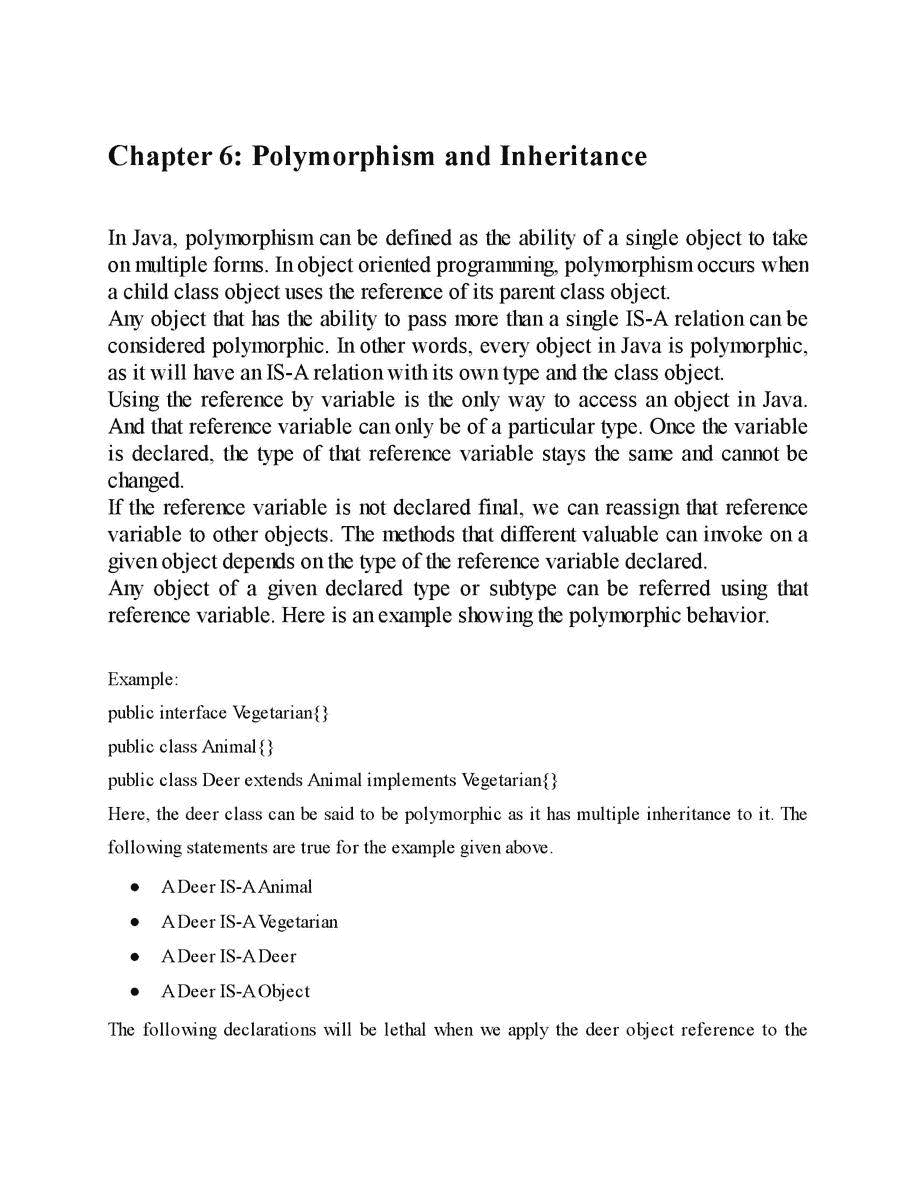 Chapter 6: Polymorphism and Inheritance
In Java, polymorphism can be defined as the ability of a single object to take
on multiple forms. In object oriented programming, polymorphism occurs when
a child class object uses the reference of its parent class object.
Any object that has the ability to pass more than a single IS-A relation can be
considered polymorphic. In other words, every object in Java is polymorphic,
as it will have an IS-A relation with its own type and the class object.
Using the reference by variable is the only way to access an object in Java.
And that reference variable can only be of a particular type. Once the variable
is declared, the type of that reference variable stays the same and cannot be
changed.
If the reference variable is not declared final, we can reassign that reference
variable to other objects. The methods that different valuable can invoke on a
given object depends on the type of the reference variable declared.
Any object of a given declared type or subtype can be referred using that
reference variable. Here is an example showing the polymorphic behavior.
Example:
public interface Vegetarian{}
public class Animal{}
public class Deer extends Animal implements Vegetarian{}
Here, the deer class can be said to be polymorphic as it has multiple inheritance to it. The
following statements are true for the example given above.
● A Deer IS-A Animal
● A Deer IS-A Vegetarian
● A Deer IS-A Deer
● A Deer IS-A Object
The following declarations will be lethal when we apply the deer object reference to the